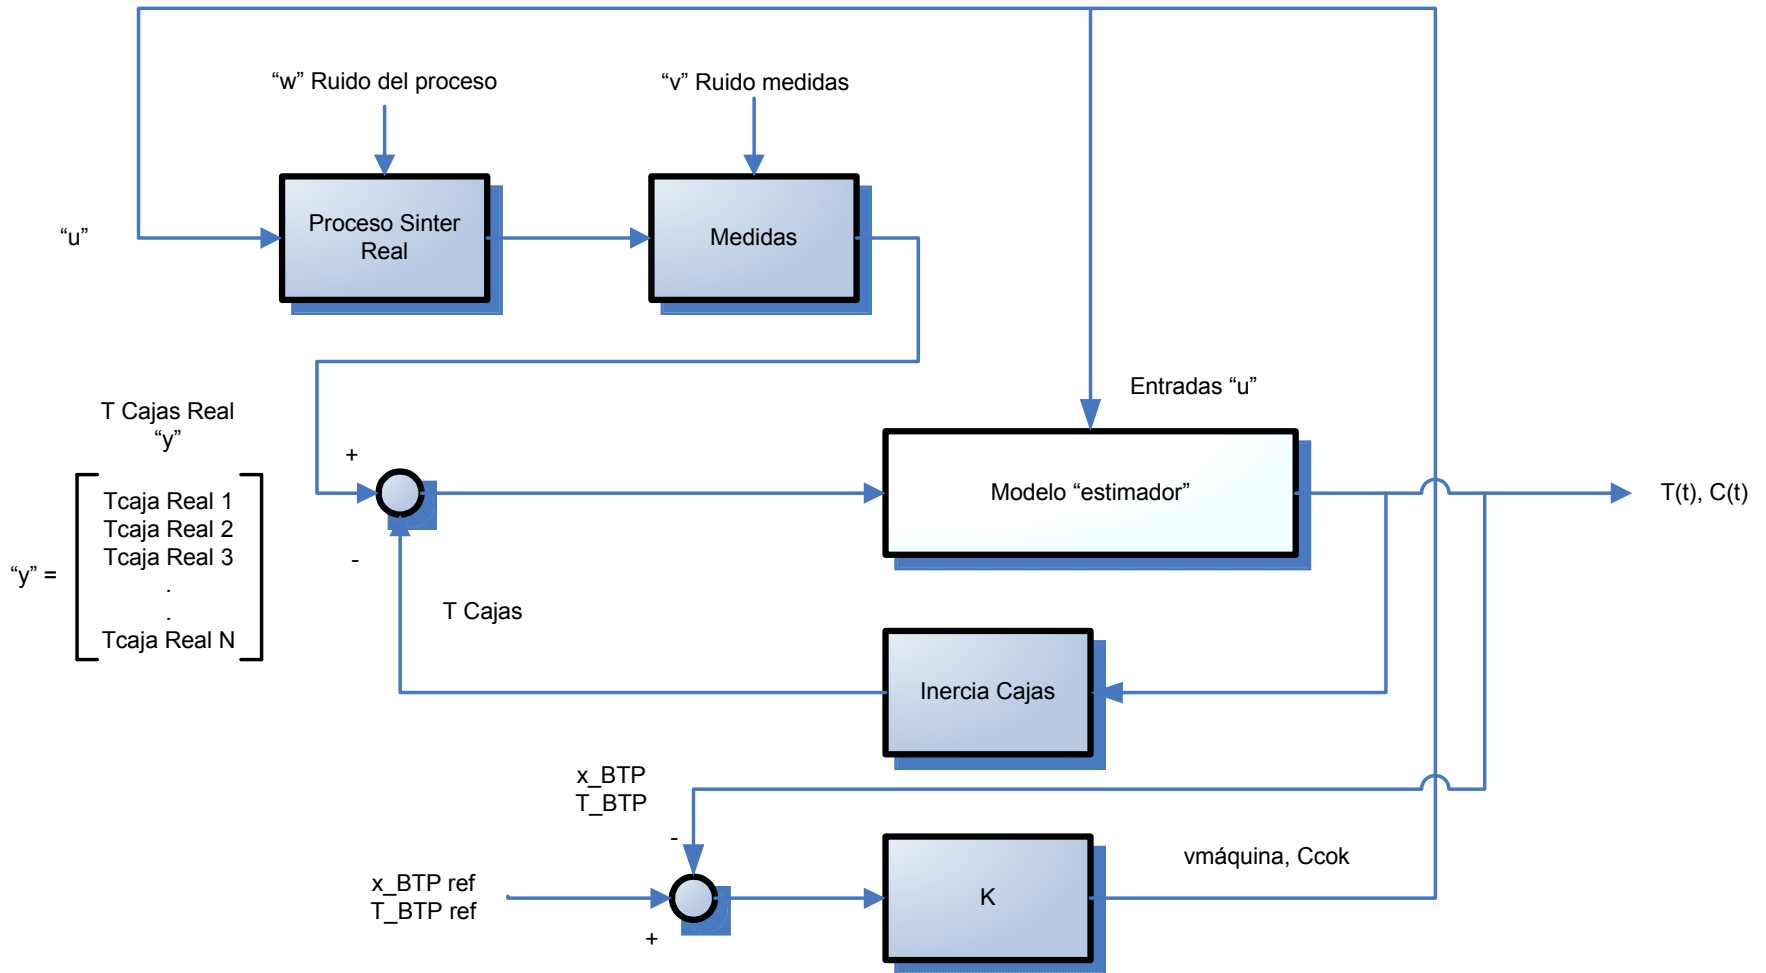 “w” Ruido del proceso
“v” Ruido medidas
“u”
Proceso Sinter
Real
Medidas
Entradas “u”
T Cajas Real
“y”
+
Modelo “estimador”
T(t), C(t)
“y” =
Tcaja Real 1
Tcaja Real 2
Tcaja Real 3
.
.
Tcaja Real N
-
T Cajas
Inercia Cajas
x_BTP
T_BTP
-
vmáquina, Ccok
x_BTP ref
T_BTP ref
K
+